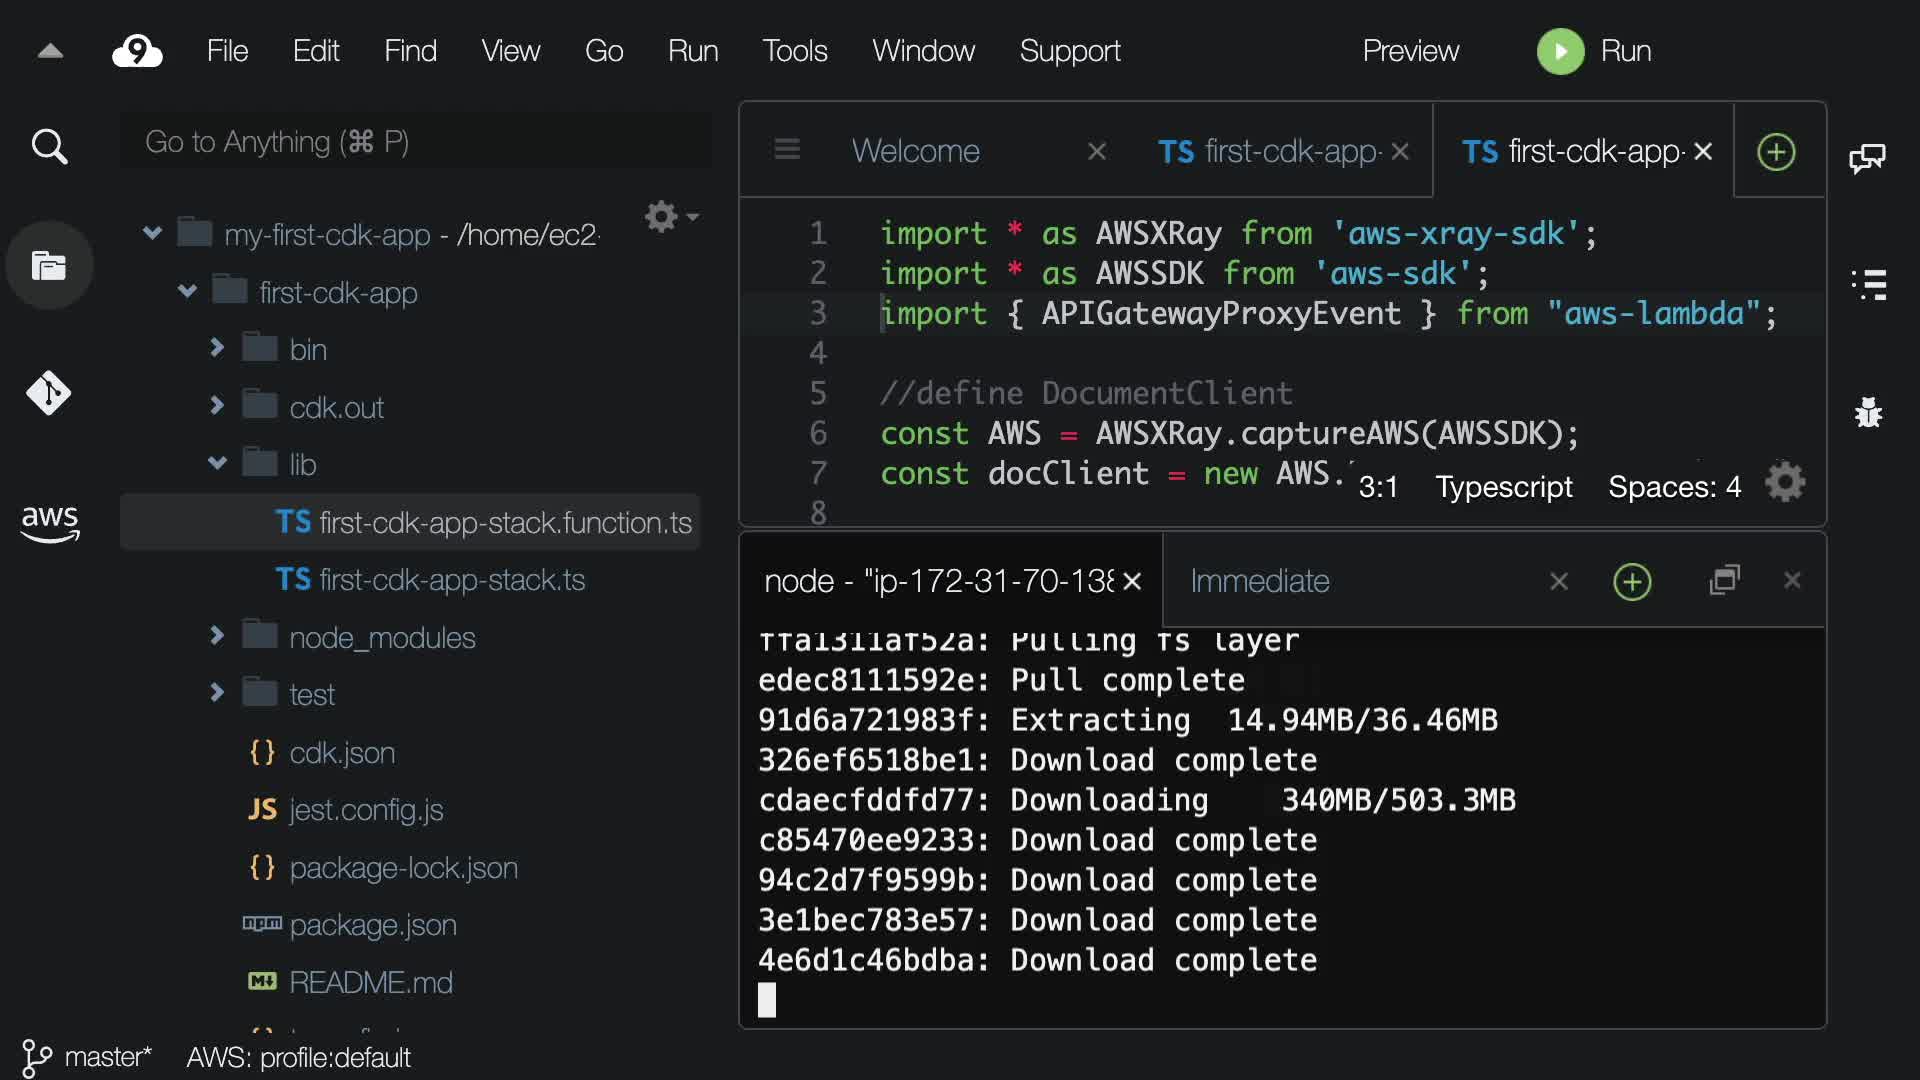 9 File Edit Find View Go Run Tools Window Support Preview Run
Go to Anything (⌘ P)
my-first-cdk-app - /home/ec2-
first-cdk-app
bin
cdk.out
lib
TS first-cdk-app-stack.function.ts
TS first-cdk-app-stack.ts
node_modules
test
{} cdk.json
JS jest.config.js
{} package-lock.json
npm package.json
M↓ README.md
aws
Welcome
TS first-cdk-app-
TS first-cdk-app-
1 import * as AWSXRay from 'aws-xray-sdk';
2 import * as AWSSDK from 'aws-sdk';
3 import { APIGatewayProxyEvent } from "aws-lambda";
4
5 //define DocumentClient
6 const AWS = AWSXRay.captureAWS(AWSSDK);
7 const docClient = new AWS.
8
3:1 Typescript Spaces: 4
node - "ip-172-31-70-138
Immediate
ffa1311af52a: Pulling fs layer
edec8111592e: Pull complete
91d6a721983f: Extracting 14.94MB/36.46MB
326ef6518be1: Download complete
cdaecfddfd77: Downloading 340MB/503.3MB
c85470ee9233: Download complete
94c2d7f9599b: Download complete
3e1bec783e57: Download complete
4e6d1c46bdba: Download complete
master* AWS: profile:default